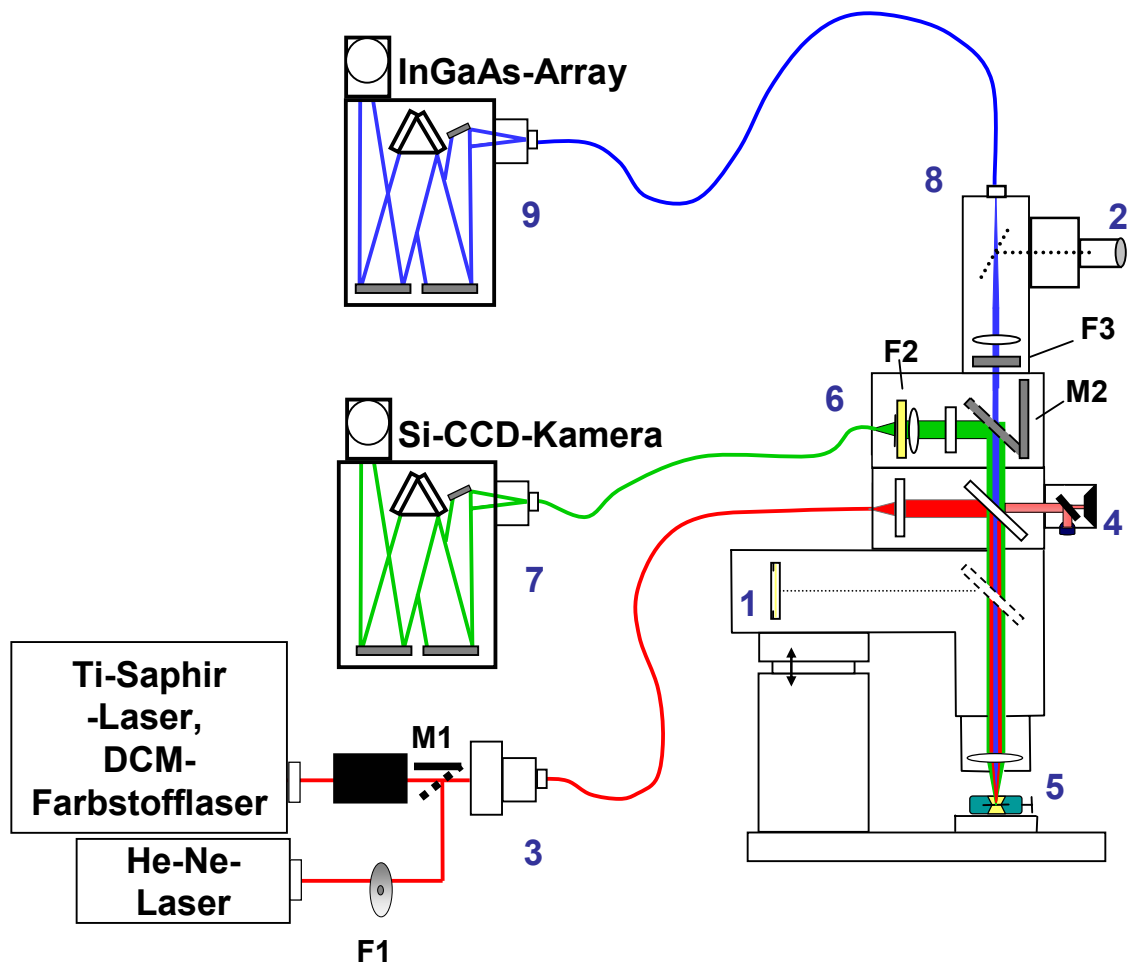 InGaAs-Array
9
8
2
F3
F2
M2
6
Si-CCD-Kamera
7
4
1
Ti-Saphir
-Laser,
DCM-
Farbstofflaser
M1
3
5
He-Ne-
Laser
F1